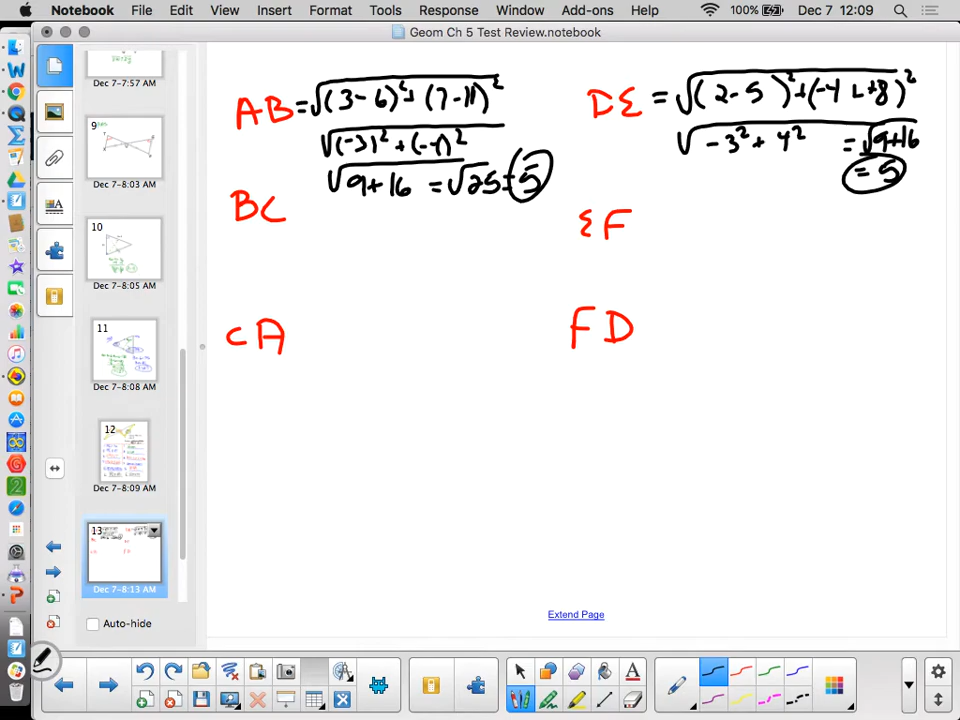 Notebook File Edit View Insert Format Tools Response Window Add-ons Help 100% Dec 7 12:09
Geom Ch 5 Test Review.notebook
Dec 7-7:57 AM
9
Dec 7-8:03 AM
10
Dec 7-8:05 AM
11
Dec 7-8:08 AM
12
Dec 7-8:09 AM
13
Dec 7-8:13 AM
Auto-hide
AB = √(3-6)² + (7-11)²
√(-3)² + (-4)²
√9+16 = √25 = 5
BC
CA
DE = √(2-5)² + (-4 + +8)²
√-3² + 4² = √9+16
= 5
EF
FD
Extend Page